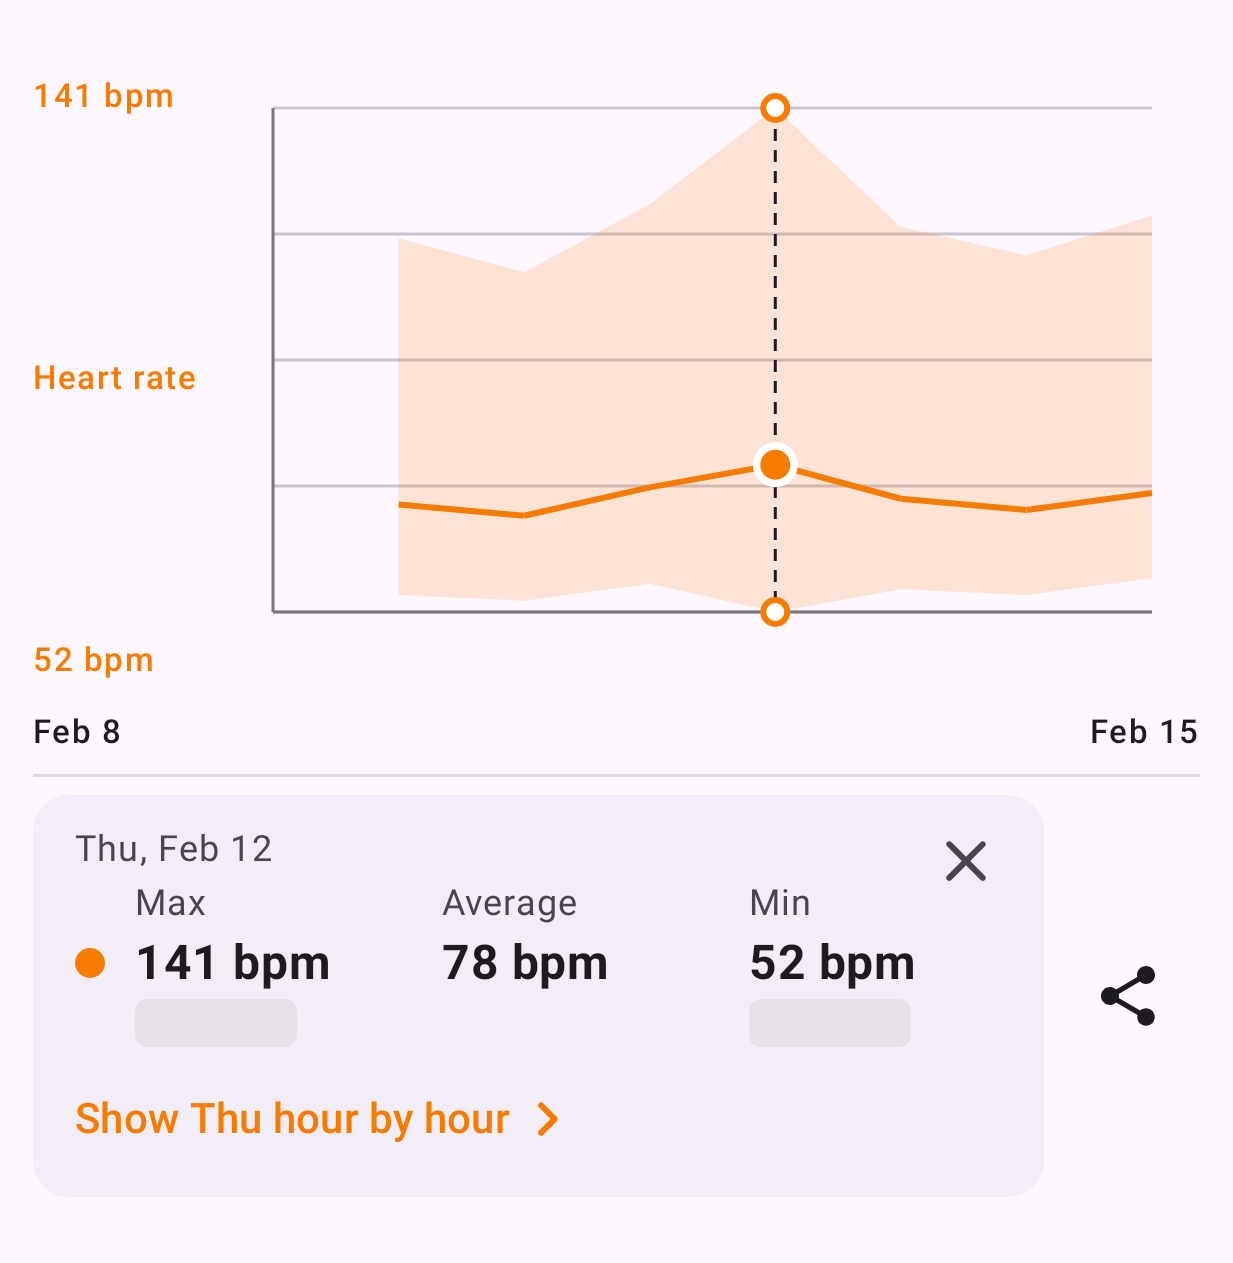 141 bpm
Heart rate
52 bpm
Feb 8
Feb 15
Thu, Feb 12
Max Average Min
141 bpm 78 bpm 52 bpm
Show Thu hour by hour